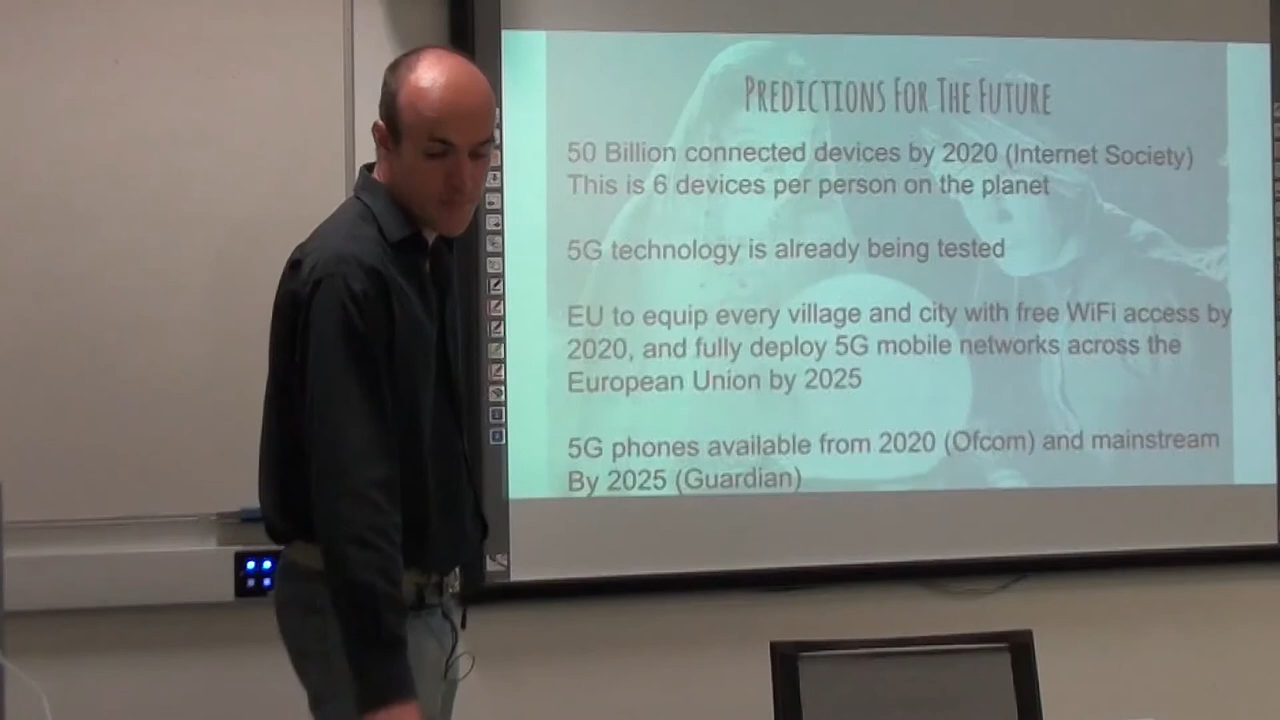 PREDICTIONS FOR THE FUTURE
50 Billion connected devices by 2020 (Internet Society)
This is 6 devices per person on the planet
5G technology is already being tested
EU to equip every village and city with free WiFi access by
2020, and fully deploy 5G mobile networks across the
European Union by 2025
5G phones available from 2020 (Ofcom) and mainstream
By 2025 (Guardian)